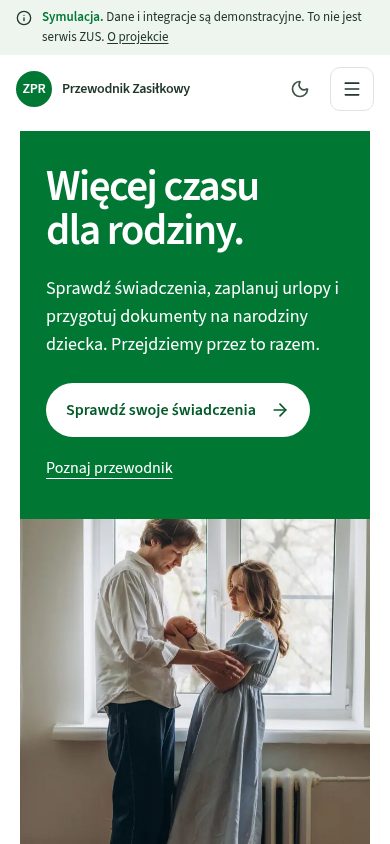 Symulacja. Dane i integracje są demonstracyjne. To nie jest
serwis ZUS. O projekcie
ZPR
Przewodnik Zasiłkowy
Więcej czasu
dla rodziny.
Sprawdź świadczenia, zaplanuj urlopy i
przygotuj dokumenty na narodziny
dziecka. Przejdziemy przez to razem.
Sprawdź swoje świadczenia
Poznaj przewodnik